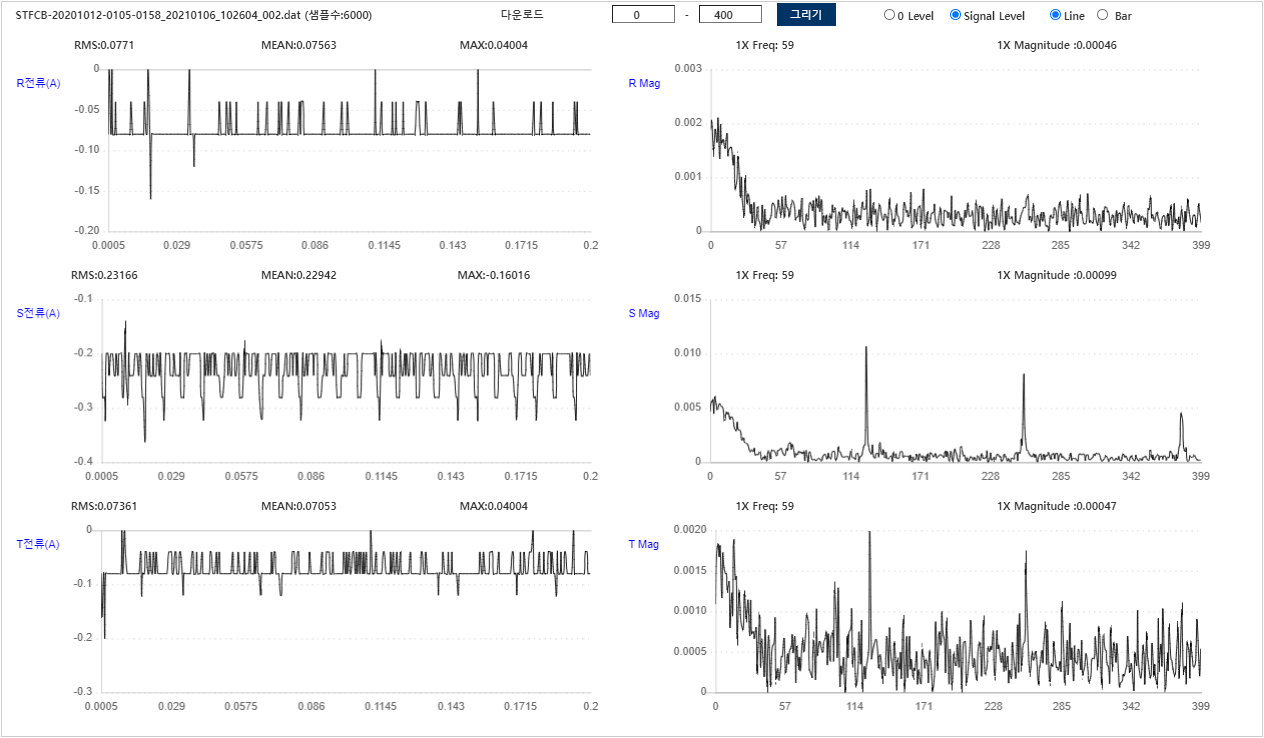 STFCB-20201012-0105-0158_20210106_102604_002.dat (샘플수:6000) 다운로드 0 - 400 그리기 0 Level Signal Level Line Bar
RMS:0.0771 MEAN:0.07563 MAX:0.04004 1X Freq: 59 1X Magnitude :0.00046
R전류(A)
0
-0.05
-0.10
-0.15
-0.20
0.0005 0.029 0.0575 0.086 0.1145 0.143 0.1715 0.2
R Mag
0.003
0.002
0.001
0
0 57 114 171 228 285 342 399
RMS:0.23166 MEAN:0.22942 MAX:-0.16016 1X Freq: 59 1X Magnitude :0.00099
S전류(A)
-0.1
-0.2
-0.3
-0.4
0.0005 0.029 0.0575 0.086 0.1145 0.143 0.1715 0.2
S Mag
0.015
0.010
0.005
0
0 57 114 171 228 285 342 399
RMS:0.07361 MEAN:0.07053 MAX:0.04004 1X Freq: 59 1X Magnitude :0.00047
T전류(A)
0
-0.1
-0.2
-0.3
0.0005 0.029 0.0575 0.086 0.1145 0.143 0.1715 0.2
T Mag
0.0020
0.0015
0.0010
0.0005
0
0 57 114 171 228 285 342 399